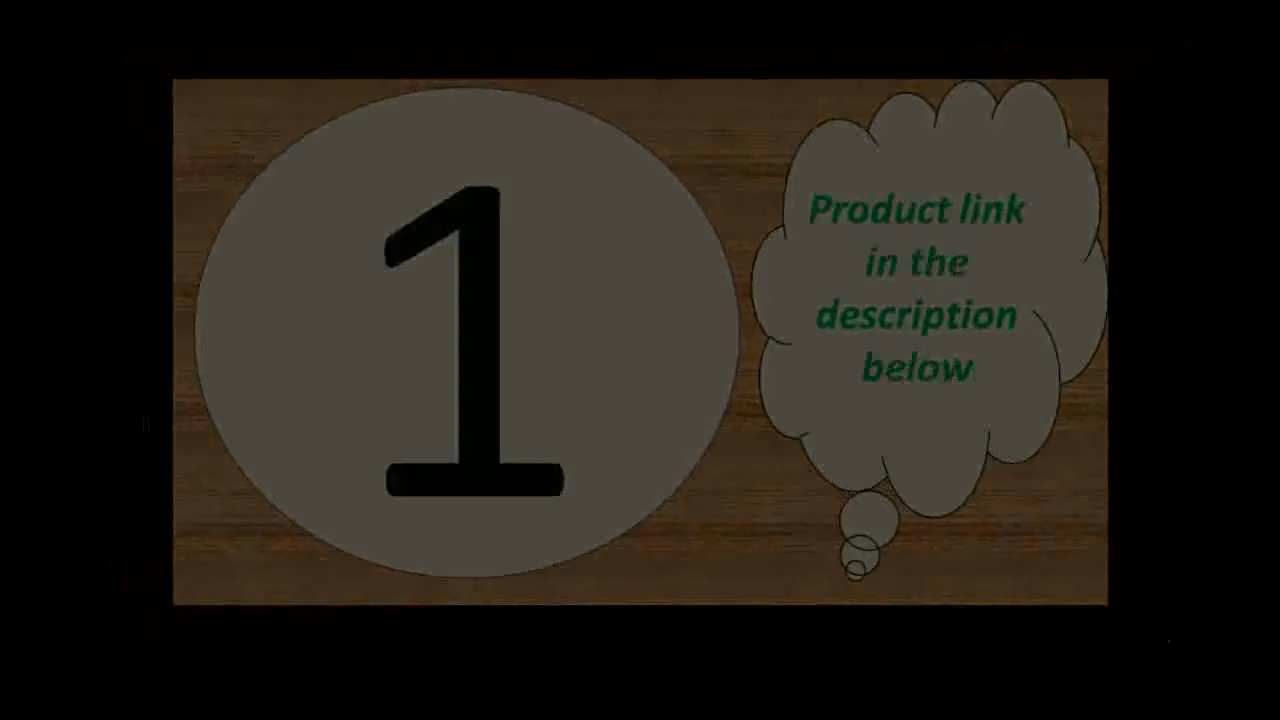 1
Product link
in the
description
below